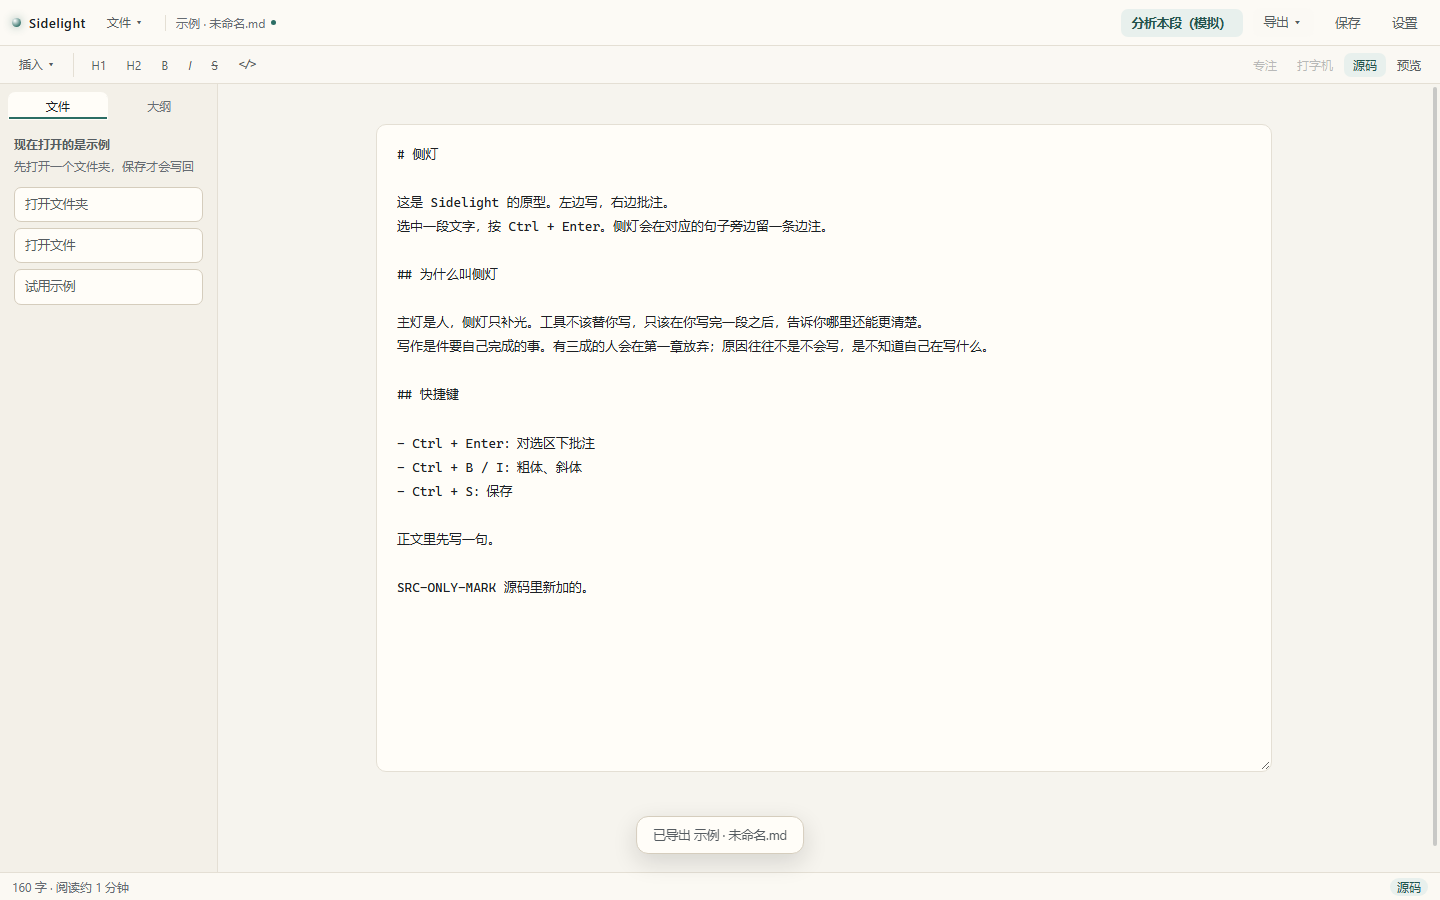 Sidelight 文件 示例 · 未命名.md 分析本段（模拟） 导出 保存 设置
插入 H1 H2 B I S </> 专注 打字机 源码 预览
文件 大纲
现在打开的是示例
先打开一个文件夹，保存才会写回
打开文件夹
打开文件
试用示例
# 侧灯
这是 Sidelight 的原型。左边写，右边批注。
选中一段文字，按 Ctrl + Enter。侧灯会在对应的句子旁边留一条边注。
## 为什么叫侧灯
主灯是人，侧灯只补光。工具不该替你写，只该在你写完一段之后，告诉你哪里还能更清楚。
写作是件要自己完成的事。有三成的人会在第一章放弃；原因往往不是不会写，是不知道自己在写什么。
## 快捷键
- Ctrl + Enter: 对选区下批注
- Ctrl + B / I: 粗体、斜体
- Ctrl + S: 保存
正文里先写一句。
SRC-ONLY-MARK 源码里新加的。
已导出 示例 · 未命名.md
160 字 · 阅读约 1 分钟 源码